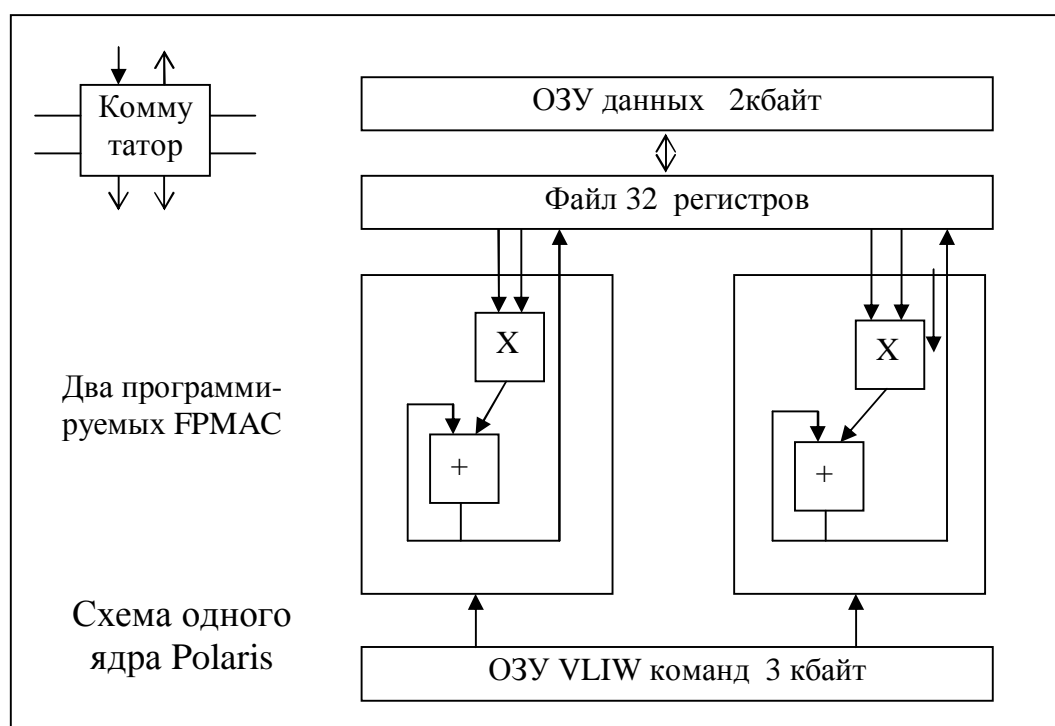 Комму
татор
ОЗУ данных 2кбайт
Файл 32 регистров
X
X
Два программи-
руемых FPMAC
+
+
Схема одного
ядра Polaris
ОЗУ VLIW команд 3 кбайт